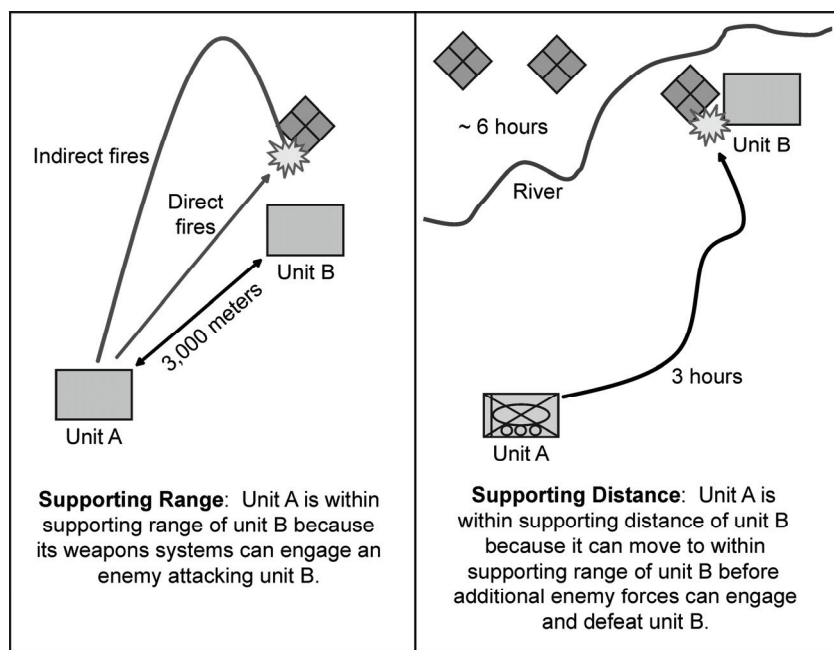 Indirect fires
Direct
fires
Unit B
3,000 meters
Unit A
Supporting Range: Unit A is within
supporting range of unit B because
its weapons systems can engage an
enemy attacking unit B.
~ 6 hours
Unit B
River
3 hours
Unit A
Supporting Distance: Unit A is
within supporting distance of unit B
because it can move to within
supporting range of unit B before
additional enemy forces can engage
and defeat unit B.